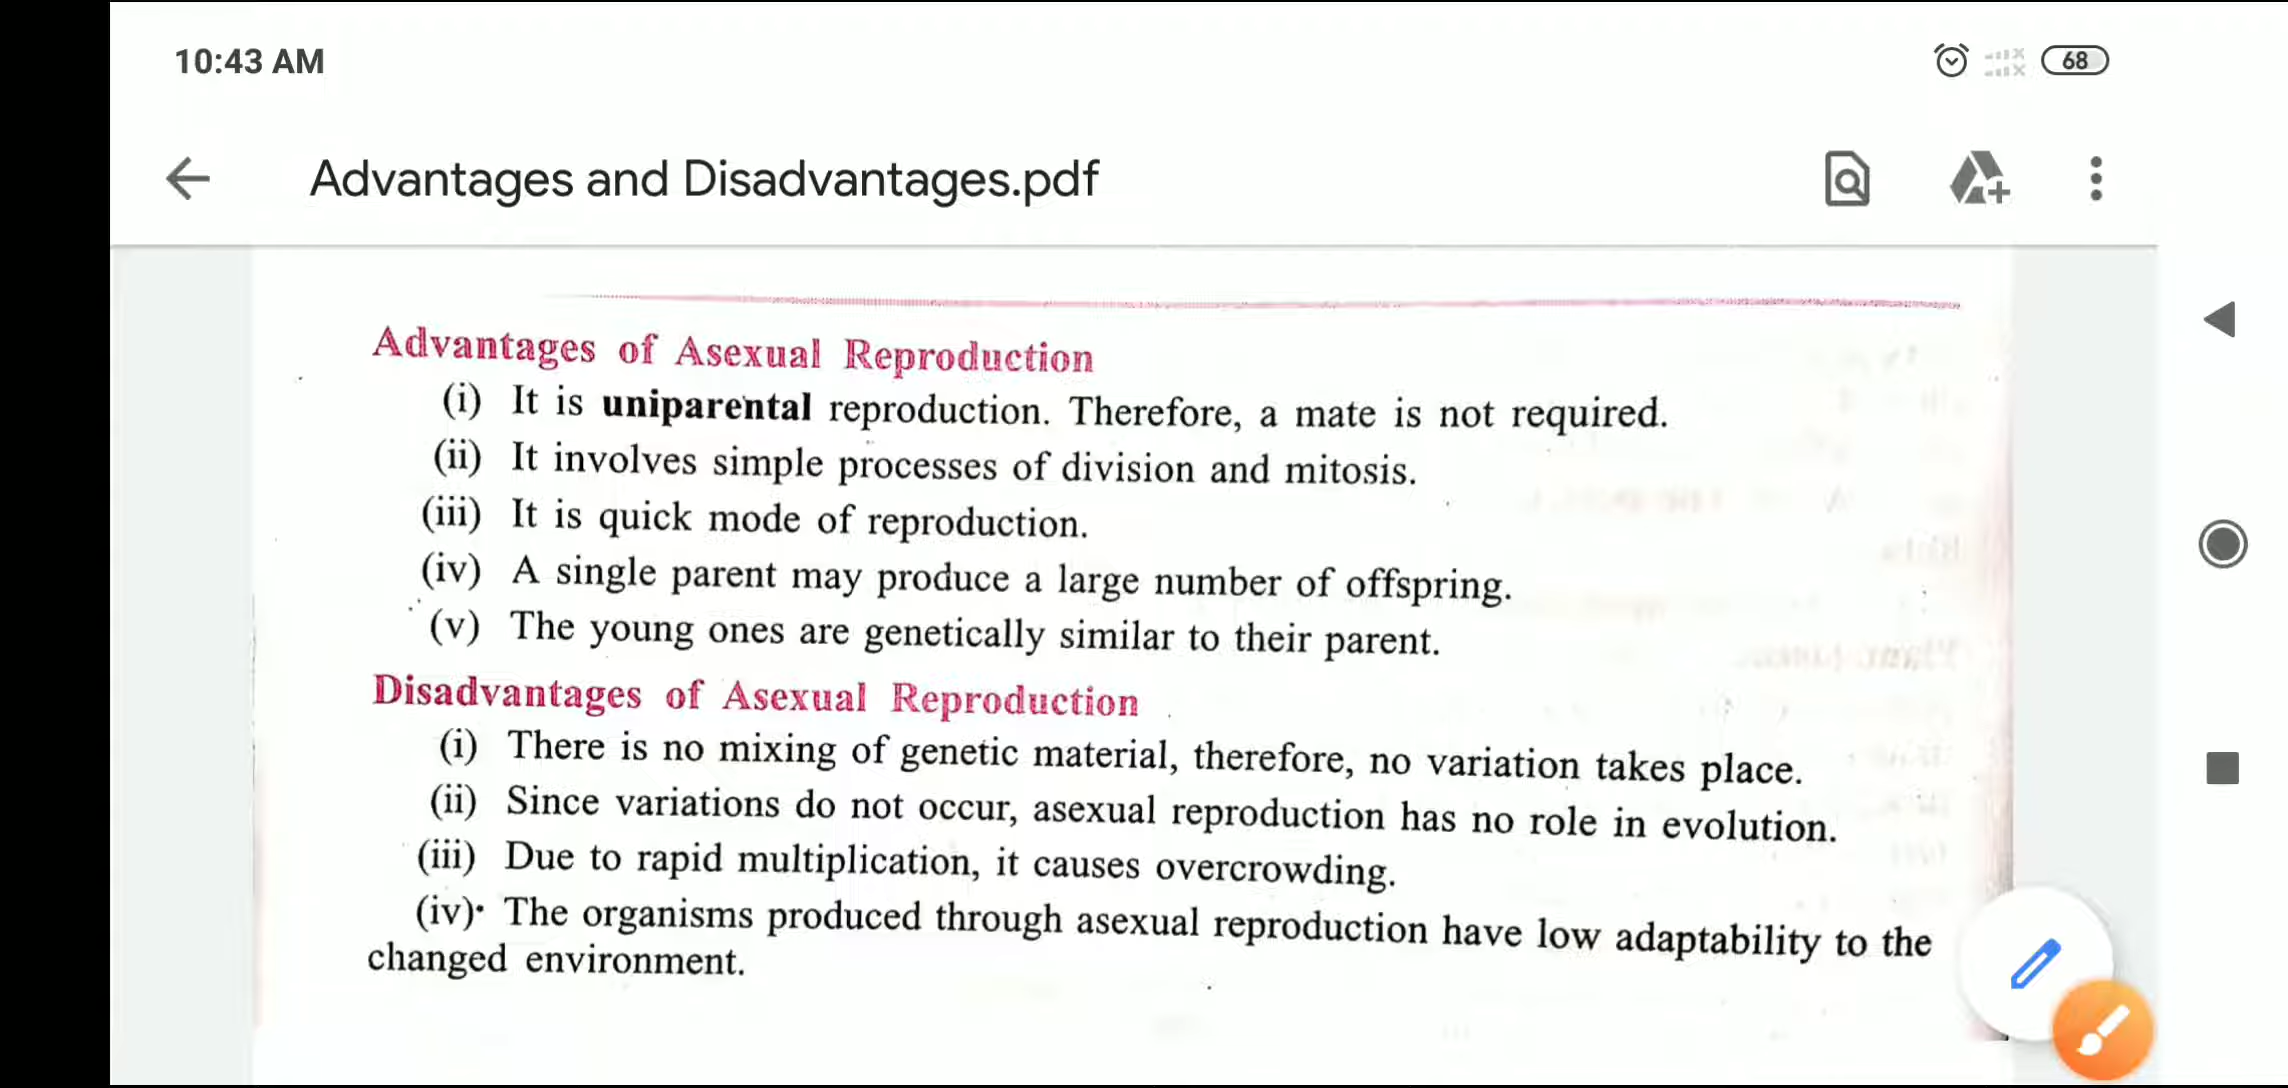 10:43 AM
68
Advantages and Disadvantages.pdf
Advantages of Asexual Reproduction
(i) It is uniparental reproduction. Therefore, a mate is not required.
(ii) It involves simple processes of division and mitosis.
(iii) It is quick mode of reproduction.
(iv) A single parent may produce a large number of offspring.
(v) The young ones are genetically similar to their parent.
Disadvantages of Asexual Reproduction
(i) There is no mixing of genetic material, therefore, no variation takes place.
(ii) Since variations do not occur, asexual reproduction has no role in evolution.
(iii) Due to rapid multiplication, it causes overcrowding.
(iv) The organisms produced through asexual reproduction have low adaptability to the
changed environment.